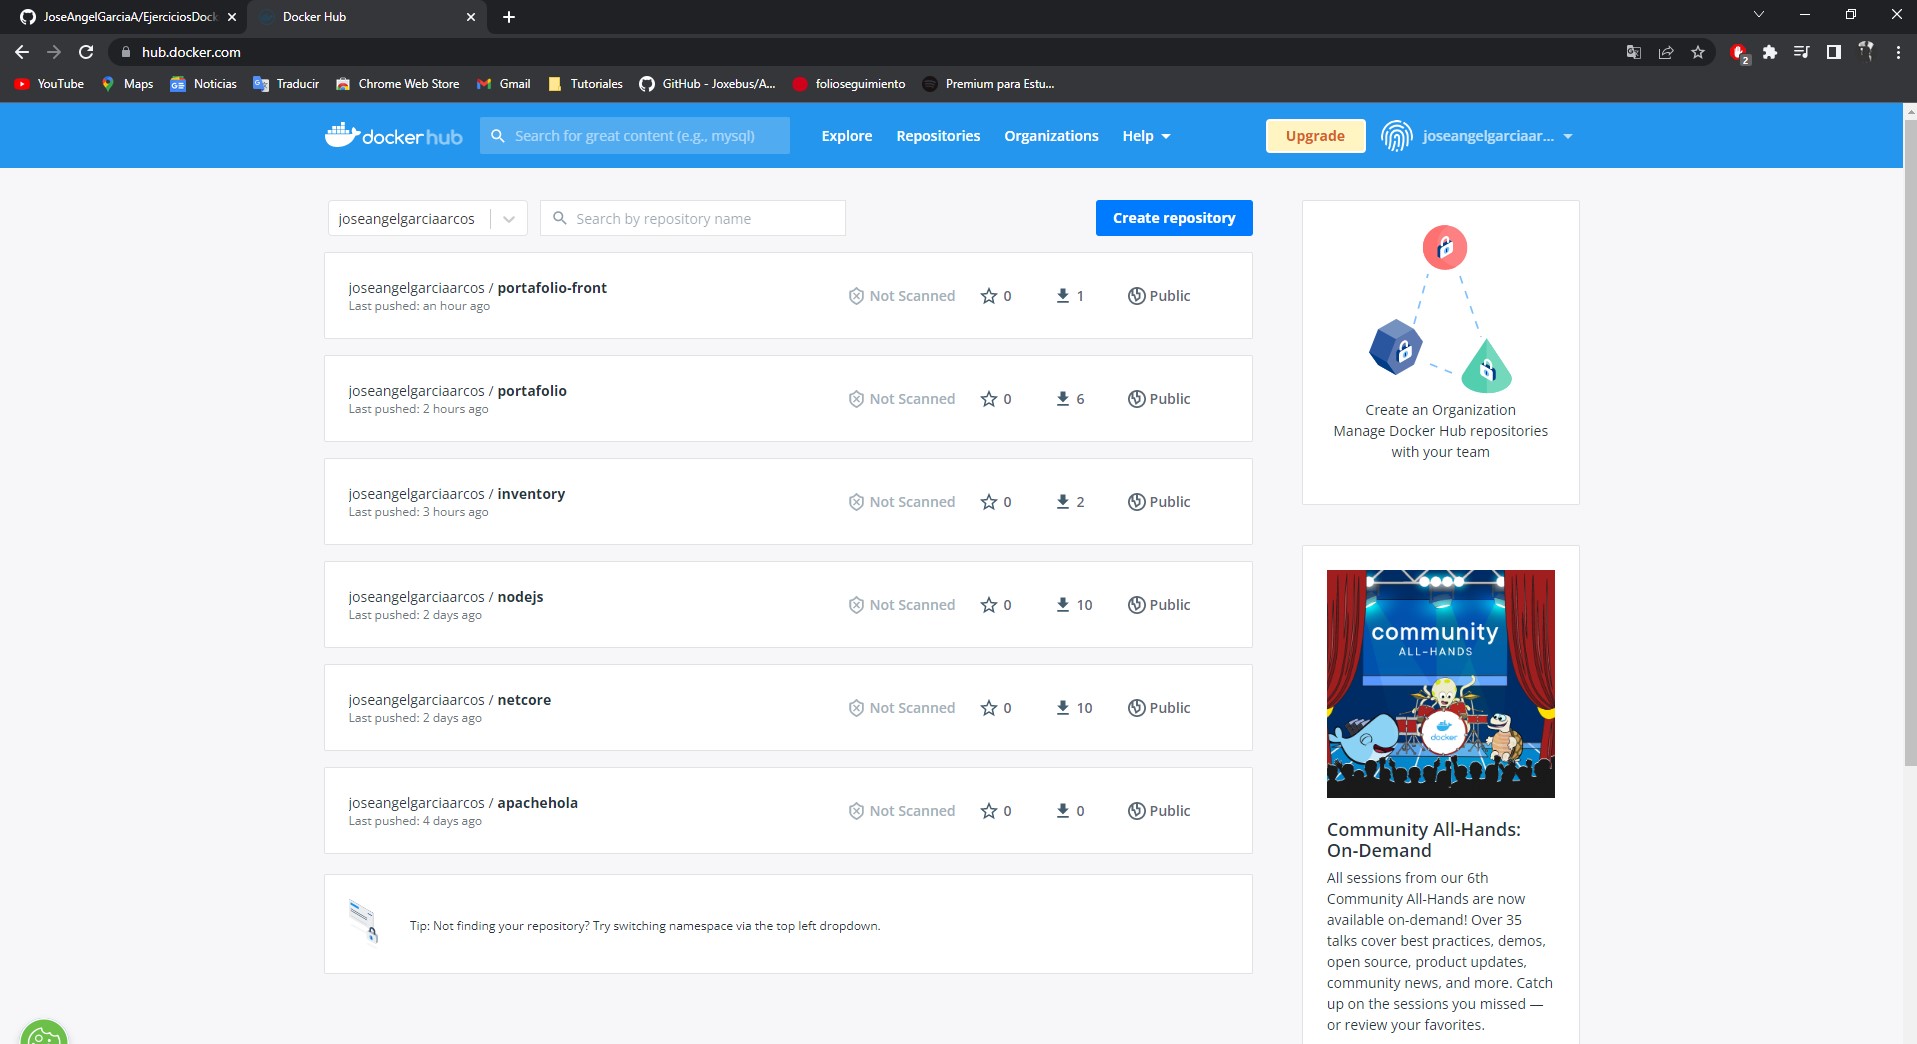 JoseAngelGarciaA/EjerciciosDock
Docker Hub
hub.docker.com
2
YouTube
Maps
Noticias
Traducir
Chrome Web Store
Gmail
Tutoriales
GitHub - Joxebus/A...
folioseguimiento
Premium para Estu...
docker hub
Search for great content (e.g., mysql)
Explore
Repositories
Organizations
Help
Upgrade
joseangelgarciaar...
joseangelgarciaarcos
Search by repository name
Create repository
joseangelgarciaarcos / portafolio-front
Last pushed: an hour ago
Not Scanned
0
1
Public
joseangelgarciaarcos / portafolio
Last pushed: 2 hours ago
Not Scanned
0
6
Public
joseangelgarciaarcos / inventory
Last pushed: 3 hours ago
Not Scanned
0
2
Public
joseangelgarciaarcos / nodejs
Last pushed: 2 days ago
Not Scanned
0
10
Public
joseangelgarciaarcos / netcore
Last pushed: 2 days ago
Not Scanned
0
10
Public
joseangelgarciaarcos / apachehola
Last pushed: 4 days ago
Not Scanned
0
0
Public
Tip: Not finding your repository? Try switching namespace via the top left dropdown.
Create an Organization
Manage Docker Hub repositories
with your team
community
ALL-HANDS
docker
Community All-Hands:
On-Demand
All sessions from our 6th
Community All-Hands are now
available on-demand! Over 35
talks cover best practices, demos,
open source, product updates,
community news, and more. Catch
up on the sessions you missed —
or review your favorites.